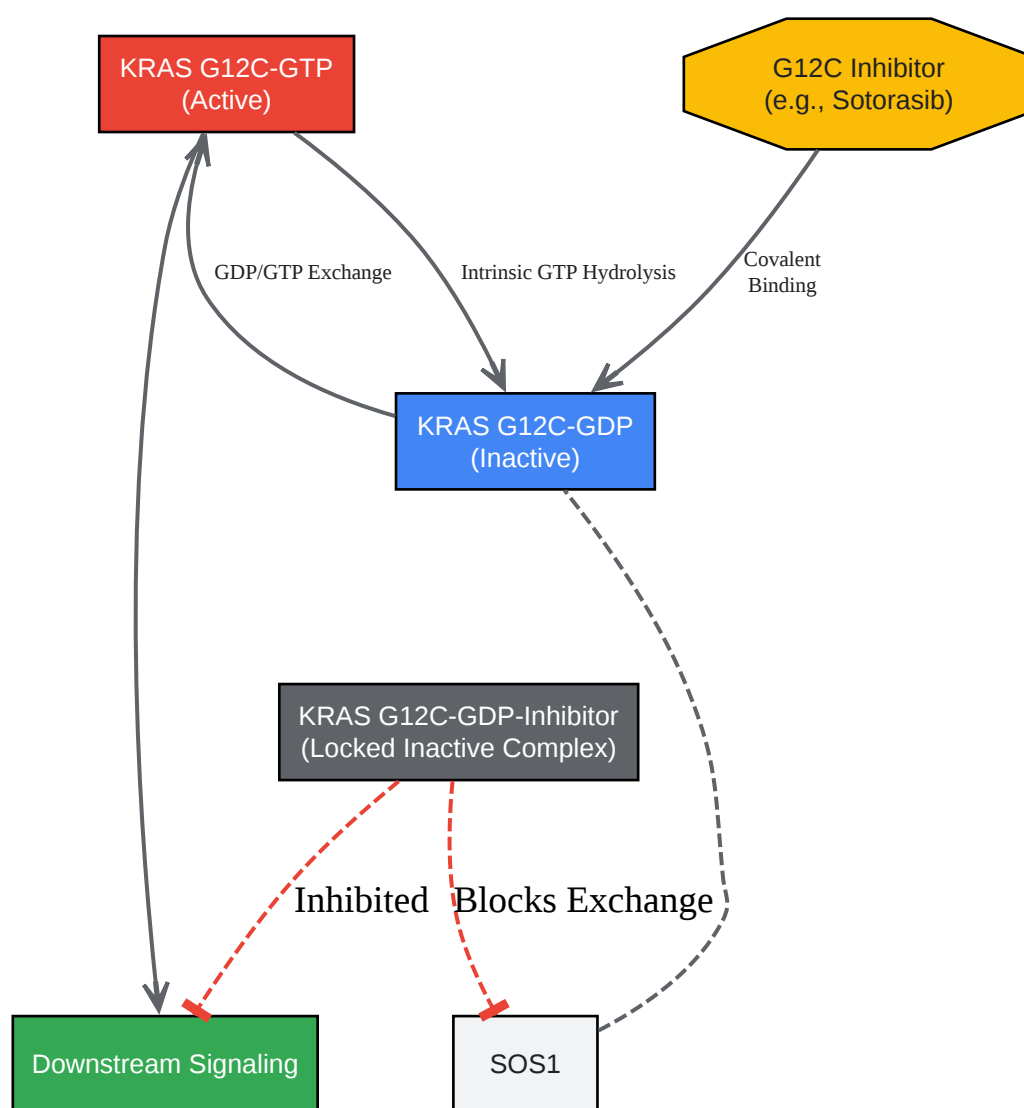 KRAS G12C-GTP
(Active)
G12C Inhibitor
(e.g., Sotorasib)
GDP/GTP Exchange
Intrinsic GTP Hydrolysis
Covalent
Binding
KRAS G12C-GDP
(Inactive)
KRAS G12C-GDP-Inhibitor
(Locked Inactive Complex)
Inhibited
Blocks Exchange
Downstream Signaling
SOS1